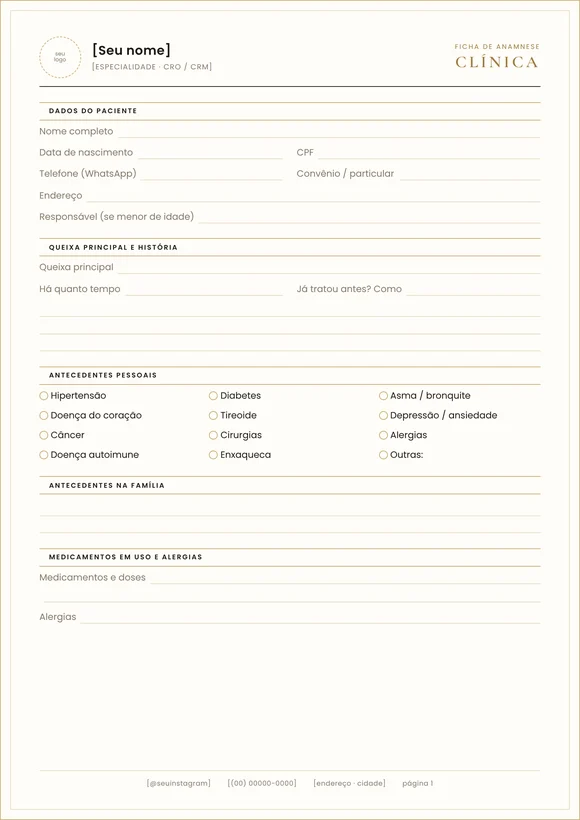 seu
logo
[Seu nome]
[ESPECIALIDADE · CRO / CRM]
FICHA DE ANAMNESE
CLÍNICA
DADOS DO PACIENTE
Nome completo
Data de nascimento CPF
Telefone (WhatsApp) Convênio / particular
Endereço
Responsável (se menor de idade)
QUEIXA PRINCIPAL E HISTÓRIA
Queixa principal
Há quanto tempo Já tratou antes? Como
ANTECEDENTES PESSOAIS
Hipertensão Diabetes Asma / bronquite
Doença do coração Tireoide Depressão / ansiedade
Câncer Cirurgias Alergias
Doença autoimune Enxaqueca Outras:
ANTECEDENTES NA FAMÍLIA
MEDICAMENTOS EM USO E ALERGIAS
Medicamentos e doses
Alergias
[@seuinstagram] [(00) 00000-0000] [endereço · cidade] página 1